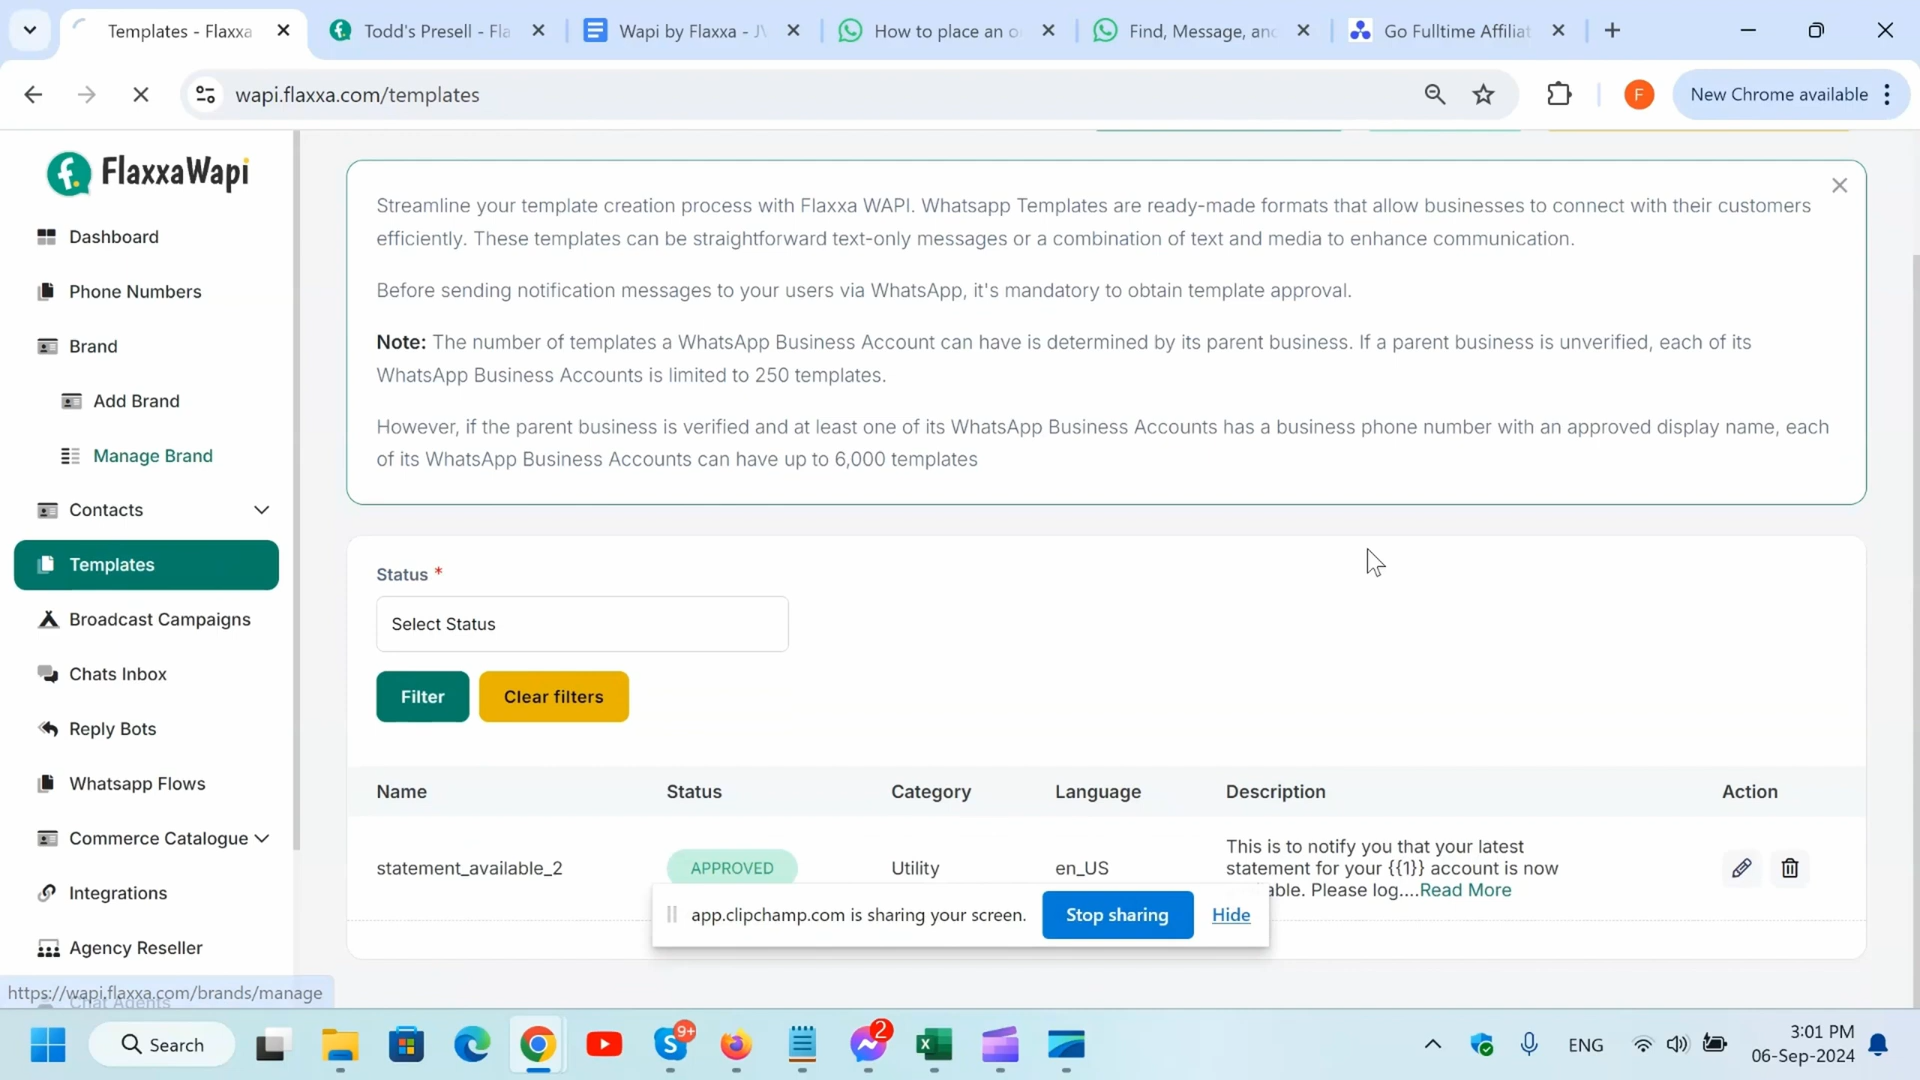 Templates - Flaxxa
Todd's Presell - Fla
Wapi by Flaxxa - JV
How to place an o
Find, Message, and
Go Fulltime Affiliat
wapi.flaxxa.com/templates
F
New Chrome available
f.
FlaxxaWapi
Dashboard
Phone Numbers
Brand
Add Brand
Manage Brand
Contacts
Templates
Broadcast Campaigns
Chats Inbox
Reply Bots
Whatsapp Flows
Commerce Catalogue
Integrations
Agency Reseller
Chat Agents
https://wapi.flaxxa.com/brands/manage
Streamline your template creation process with Flaxxa WAPI. Whatsapp Templates are ready-made formats that allow businesses to connect with their customers
efficiently. These templates can be straightforward text-only messages or a combination of text and media to enhance communication.
Before sending notification messages to your users via WhatsApp, it's mandatory to obtain template approval.
Note: The number of templates a WhatsApp Business Account can have is determined by its parent business. If a parent business is unverified, each of its
WhatsApp Business Accounts is limited to 250 templates.
However, if the parent business is verified and at least one of its WhatsApp Business Accounts has a business phone number with an approved display name, each
of its WhatsApp Business Accounts can have up to 6,000 templates
Status *
Select Status
Filter
Clear filters
Name Status Category Language Description Action
This is to notify you that your latest
statement_available_2 APPROVED Utility en_US statement for your {{1}} account is now
able. Please log....Read More
app.clipchamp.com is sharing your screen. Stop sharing Hide
Search
9+
2
ENG
3:01 PM
06-Sep-2024